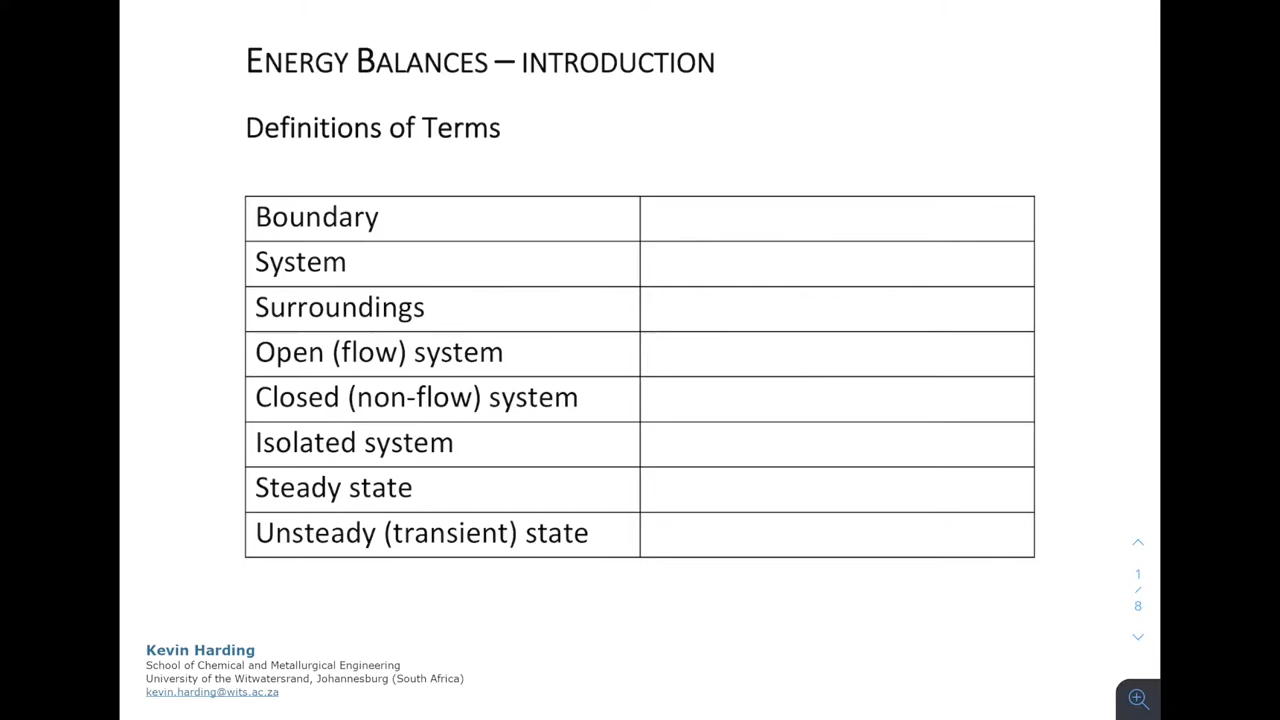 ENERGY BALANCES – INTRODUCTION
Definitions of Terms
Boundary
System
Surroundings
Open (flow) system
Closed (non-flow) system
Isolated system
Steady state
Unsteady (transient) state
1
/
8
Kevin Harding
School of Chemical and Metallurgical Engineering
University of the Witwatersrand, Johannesburg (South Africa)
kevin.harding@wits.ac.za